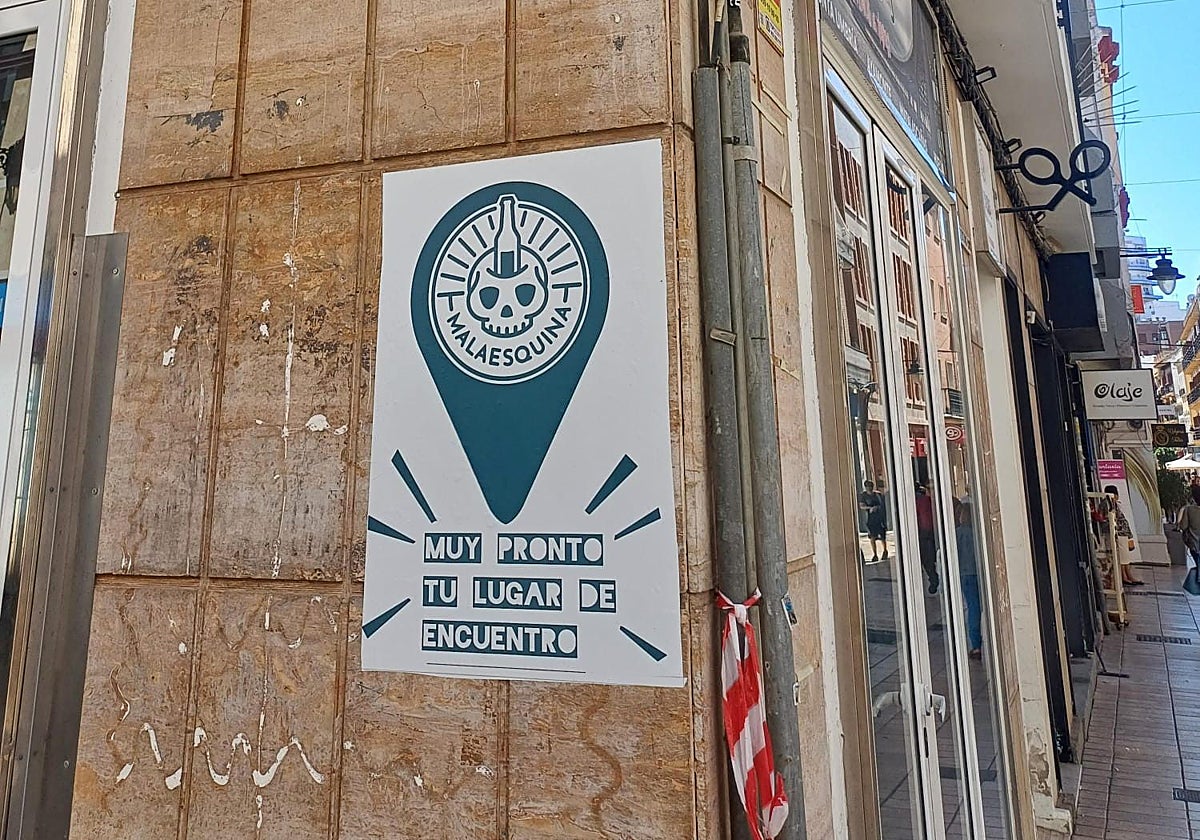 MALAESQUINA
MUY PRONTO
TU LUGAR DE
ENCUENTRO
Olaje